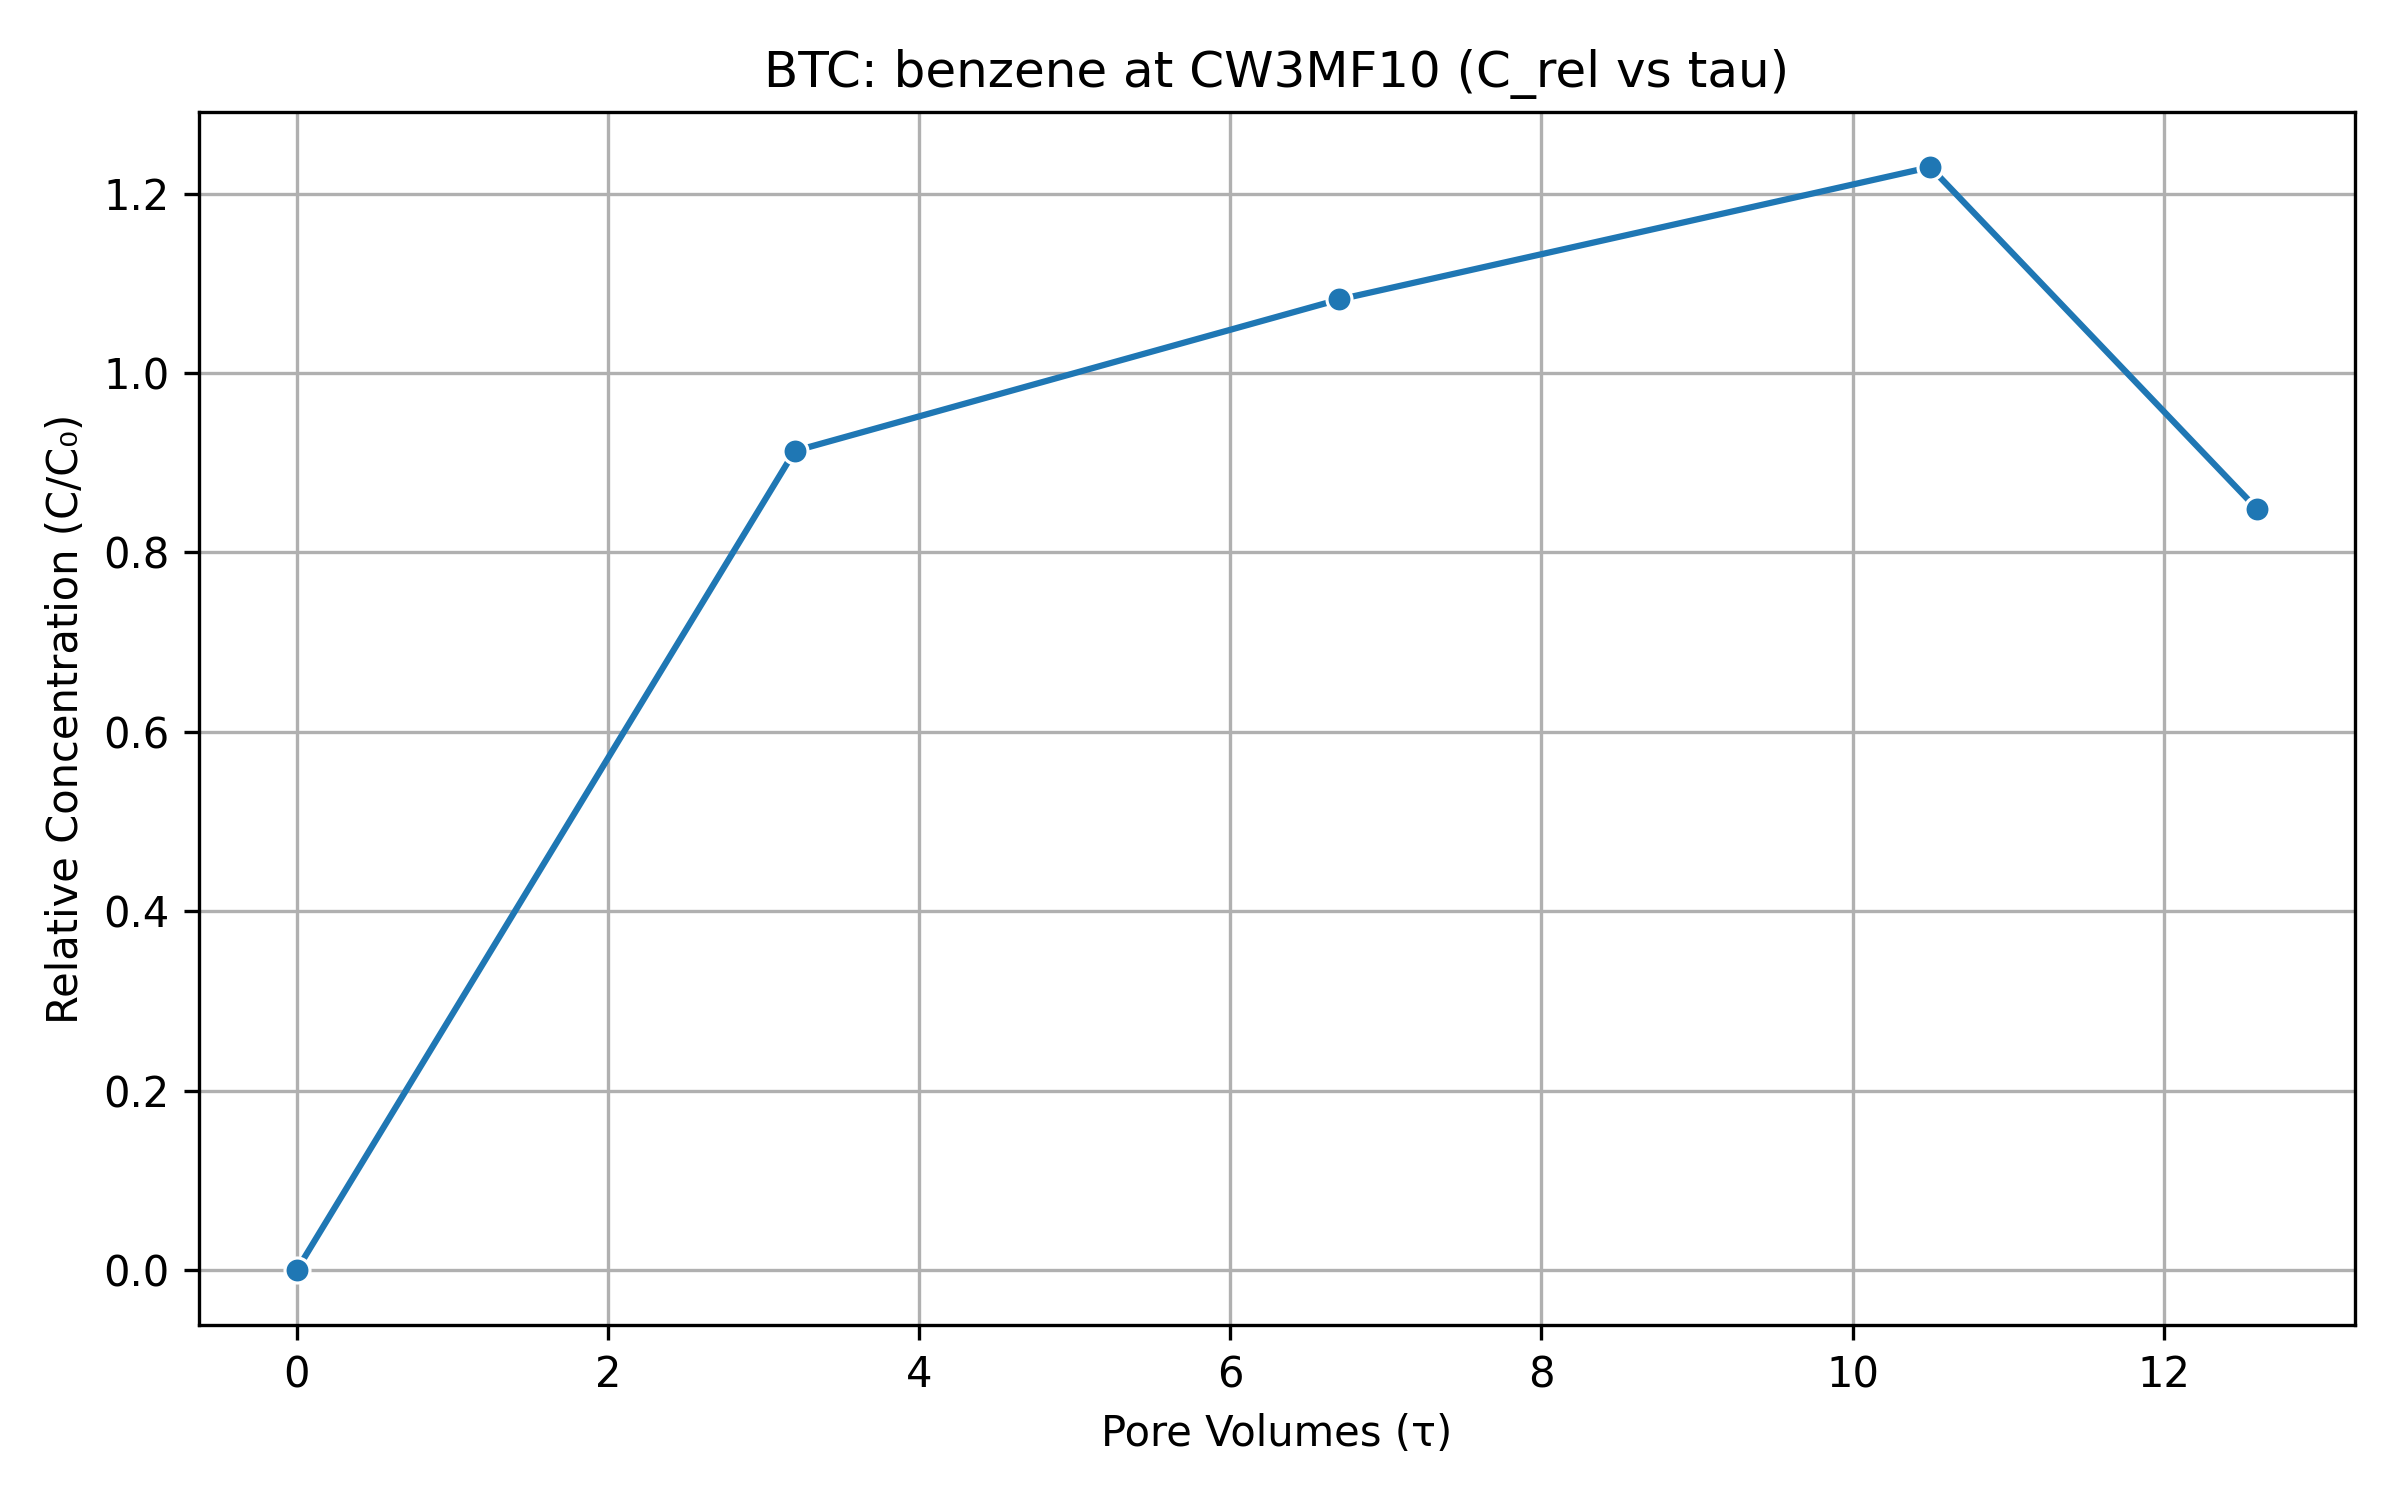 BTC: benzene at CW3MF10 (C_rel vs tau)
Relative Concentration (C/C₀)
1.2
1.0
0.8
0.6
0.4
0.2
0.0
0 2 4 6 8 10 12
Pore Volumes (τ)